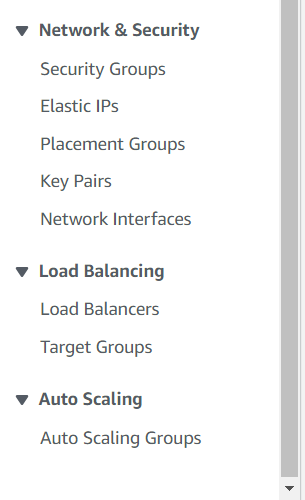 Network & Security
Security Groups
Elastic IPs
Placement Groups
Key Pairs
Network Interfaces
Load Balancing
Load Balancers
Target Groups
Auto Scaling
Auto Scaling Groups